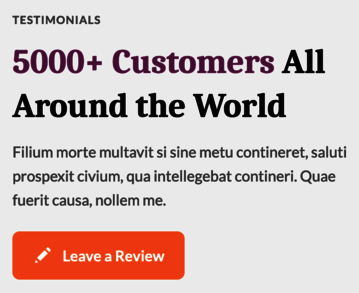 TESTIMONIALS
5000+ Customers All
Around the World
Filium morte multavit si sine metu contineret, saluti
prospexit civium, qua intellegebat contineri. Quae
fuerit causa, nollem me.
Leave a Review